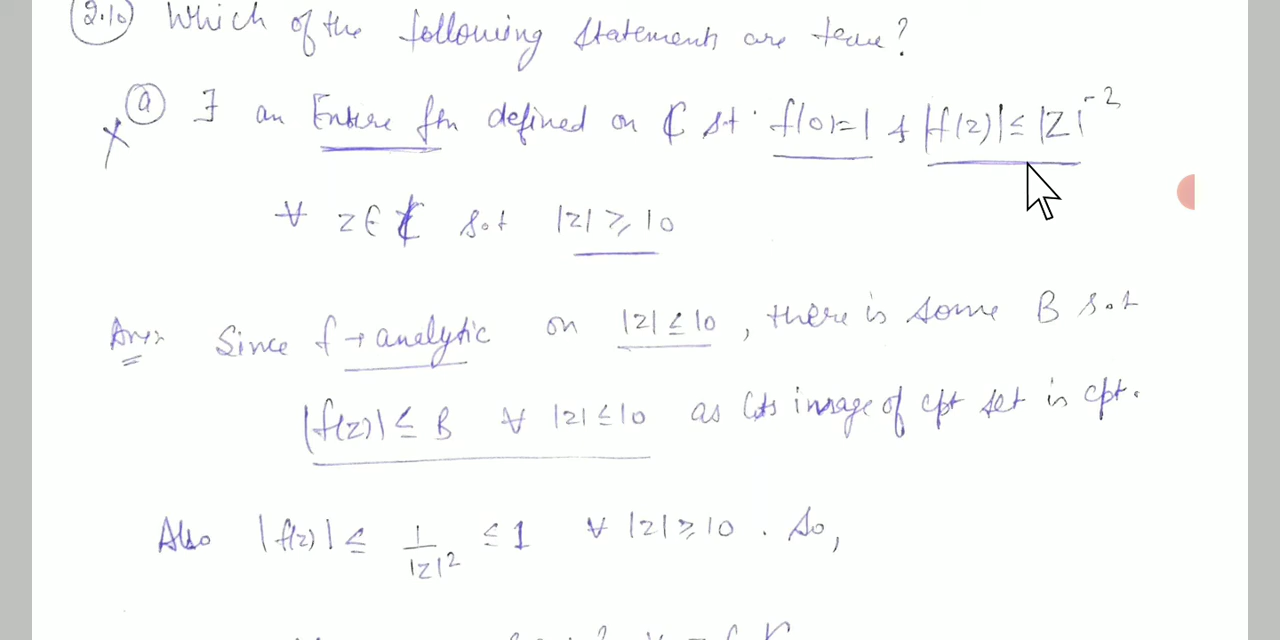 2.10 Which of the following statements are true?
(a) ∃ an Entire fn defined on ℂ s.t. f(0)=1 & |f(z)| ≤ |z|⁻²
∀ z ∈ ℂ s.t |z| ≥ 10
Ans: Since f → analytic on |z| ≤ 10, there is some B s.t
|f(z)| ≤ B ∀ |z| ≤ 10 as cts image of cpt set is cpt.
Also |f(z)| ≤ 1/|z|² ≤ 1 ∀ |z| ≥ 10. So,